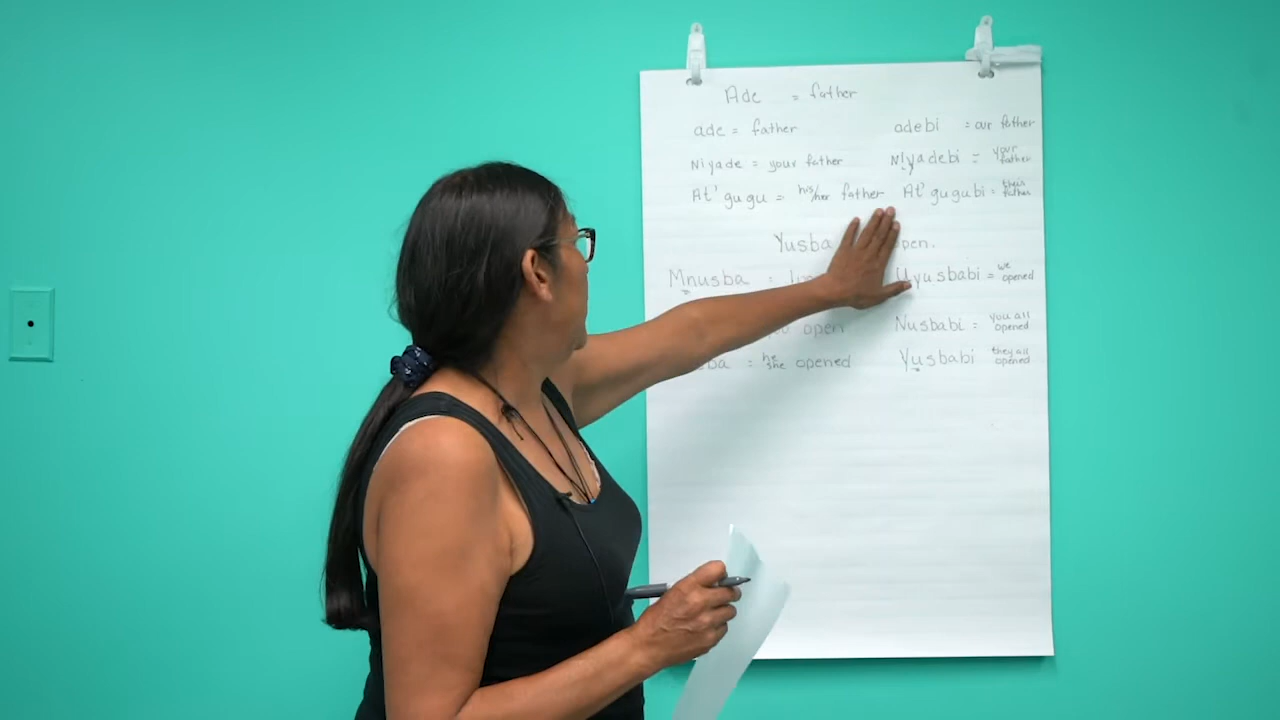 Ade = father
ade = father adebi = our father
Niyade = your father Niyadebi = your father
At' gugu = his/her father At' gugubi = their father
Yusba open.
Mnusba = Uyusbabi = we opened
open Nusbabi = you all opened
= he she opened Yusbabi they all opened